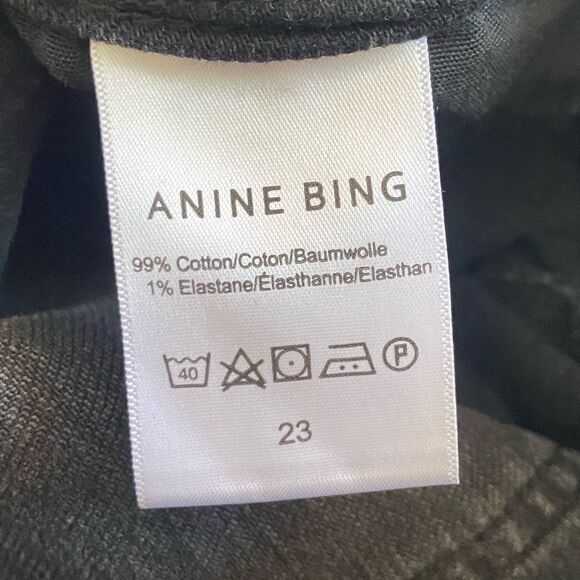 ANINE BING
99% Cotton/Coton/Baumwolle
1% Elastane/Élasthanne/Elasthan
40 P
23